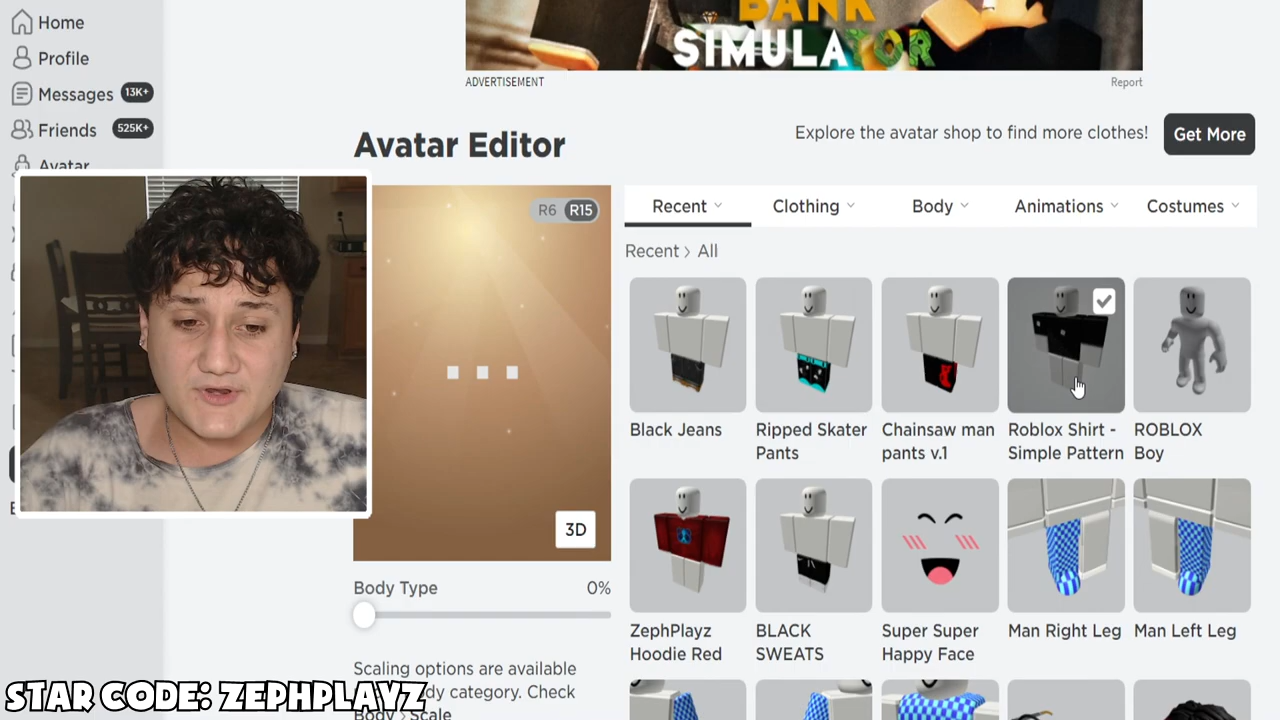 Home
Profile
Messages 13K+
Friends 525K+
Avatar
BANK
SIMULATOR
ADVERTISEMENT
Report
Avatar Editor
Explore the avatar shop to find more clothes!
Get More
R6 R15
3D
Body Type 0%
Scaling options are available
dy category. Check
Body > Scale
Recent
Clothing
Body
Animations
Costumes
Recent > All
Black Jeans
Ripped Skater
Pants
Chainsaw man
pants v.1
Roblox Shirt -
Simple Pattern
ROBLOX
Boy
ZephPlayz
Hoodie Red
BLACK
SWEATS
Super Super
Happy Face
Man Right Leg
Man Left Leg
STAR CODE: ZEPHPLAYZ